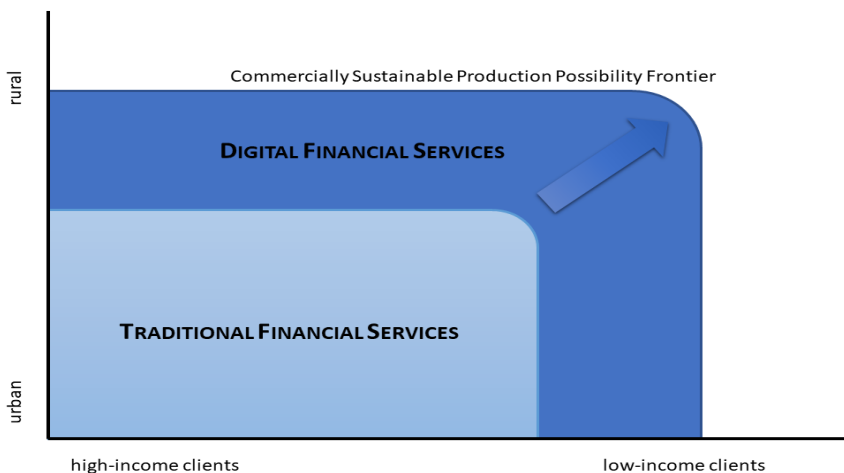 rural
Commercially Sustainable Production Possibility Frontier
DIGITAL FINANCIAL SERVICES
TRADITIONAL FINANCIAL SERVICES
urban
high-income clients
low-income clients